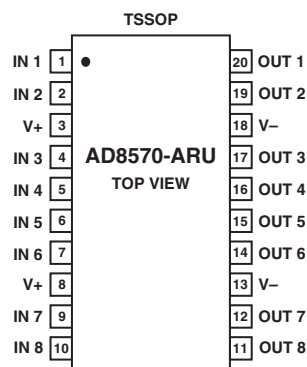 TSSOP
IN 1 1 20 OUT 1
IN 2 2 19 OUT 2
V+ 3 18 V–
IN 3 4 AD8570-ARU 17 OUT 3
IN 4 5 TOP VIEW 16 OUT 4
IN 5 6 15 OUT 5
IN 6 7 14 OUT 6
V+ 8 13 V–
IN 7 9 12 OUT 7
IN 8 10 11 OUT 8